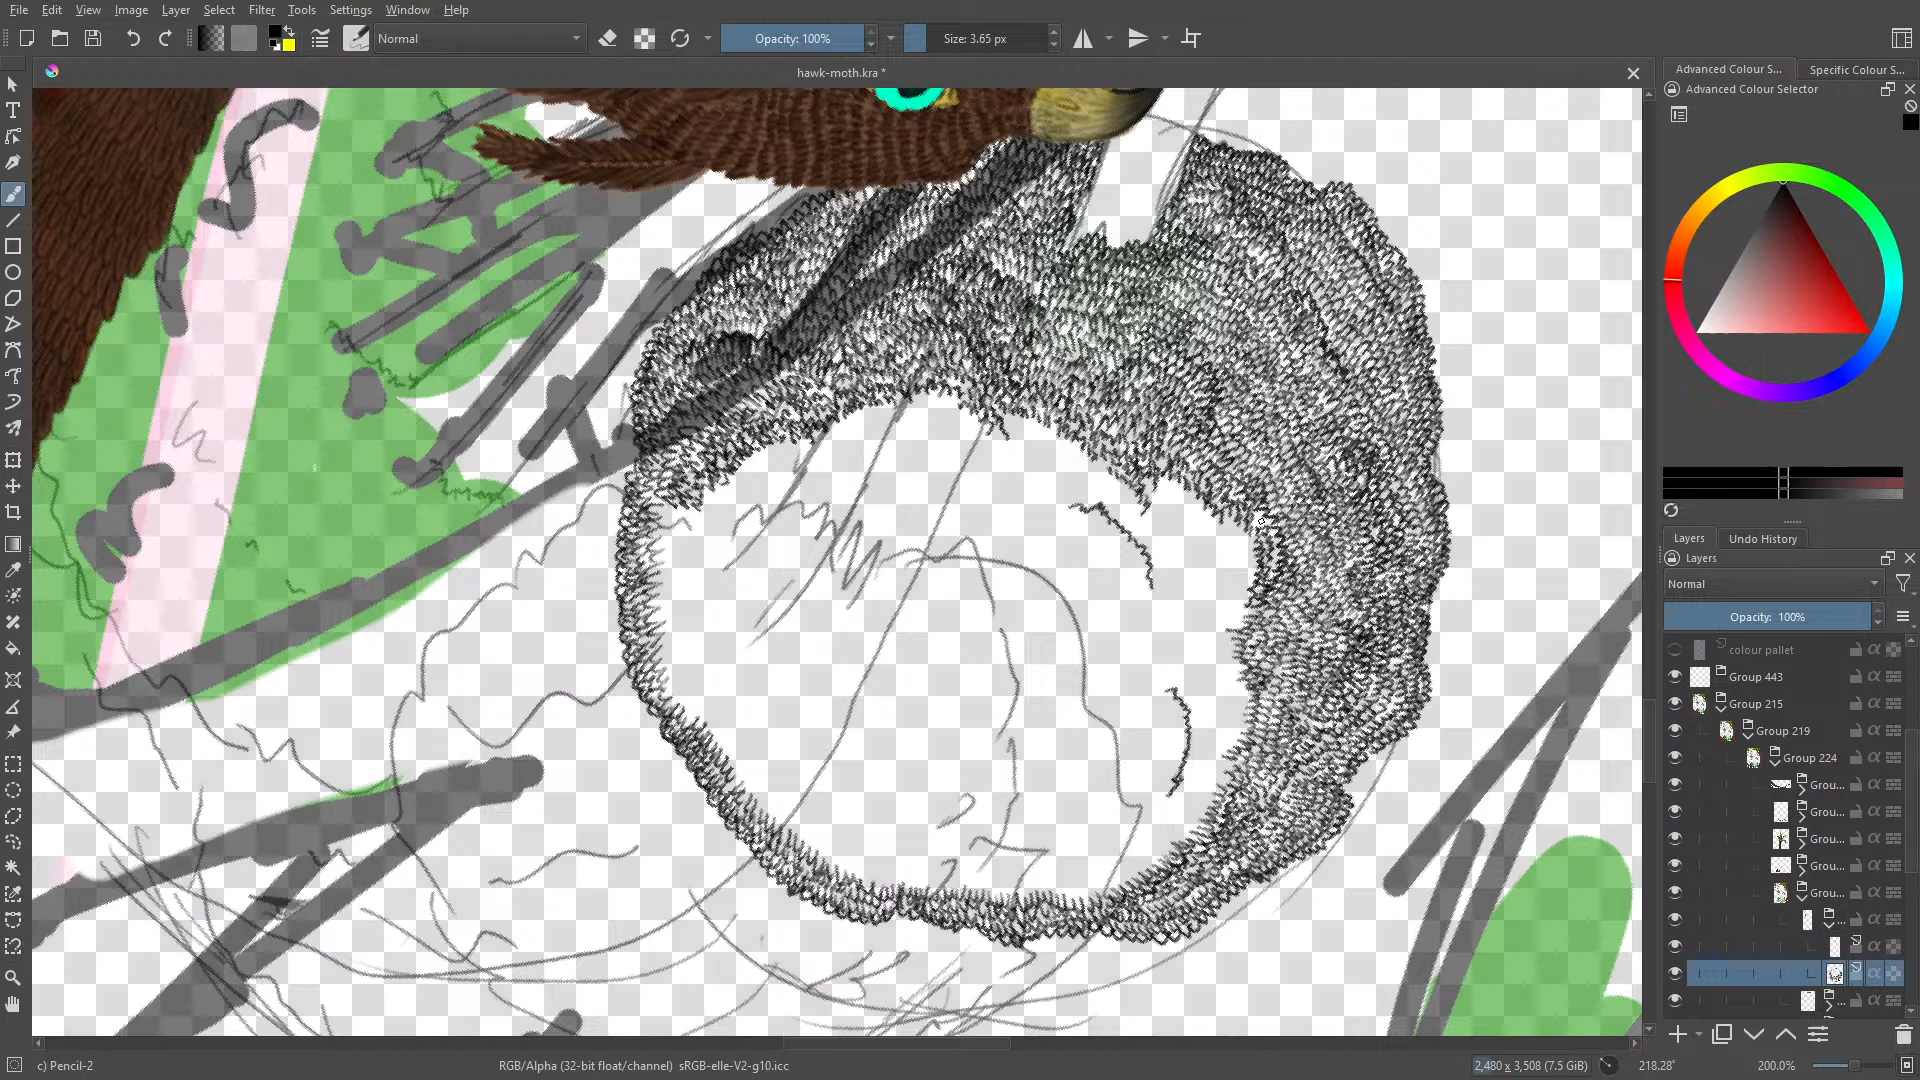 File Edit View Image Layer Select Filter Tools Settings Window Help
Normal
Opacity: 100%
Size: 3.65 px
hawk-moth.kra *
Advanced Colour S...
Specific Colour S...
Advanced Colour Selector
Layers
Undo History
Layers
Normal
Opacity: 100%
colour pallet
Group 443
Group 215
Group 219
Group 224
Grou...
Grou...
Grou...
Grou...
Grou...
...
...
c) Pencil-2
RGB/Alpha (32-bit float/channel) sRGB-elle-V2-g10.icc
2,480 x 3,508 (7.5 GiB)
218.28°
200.0%